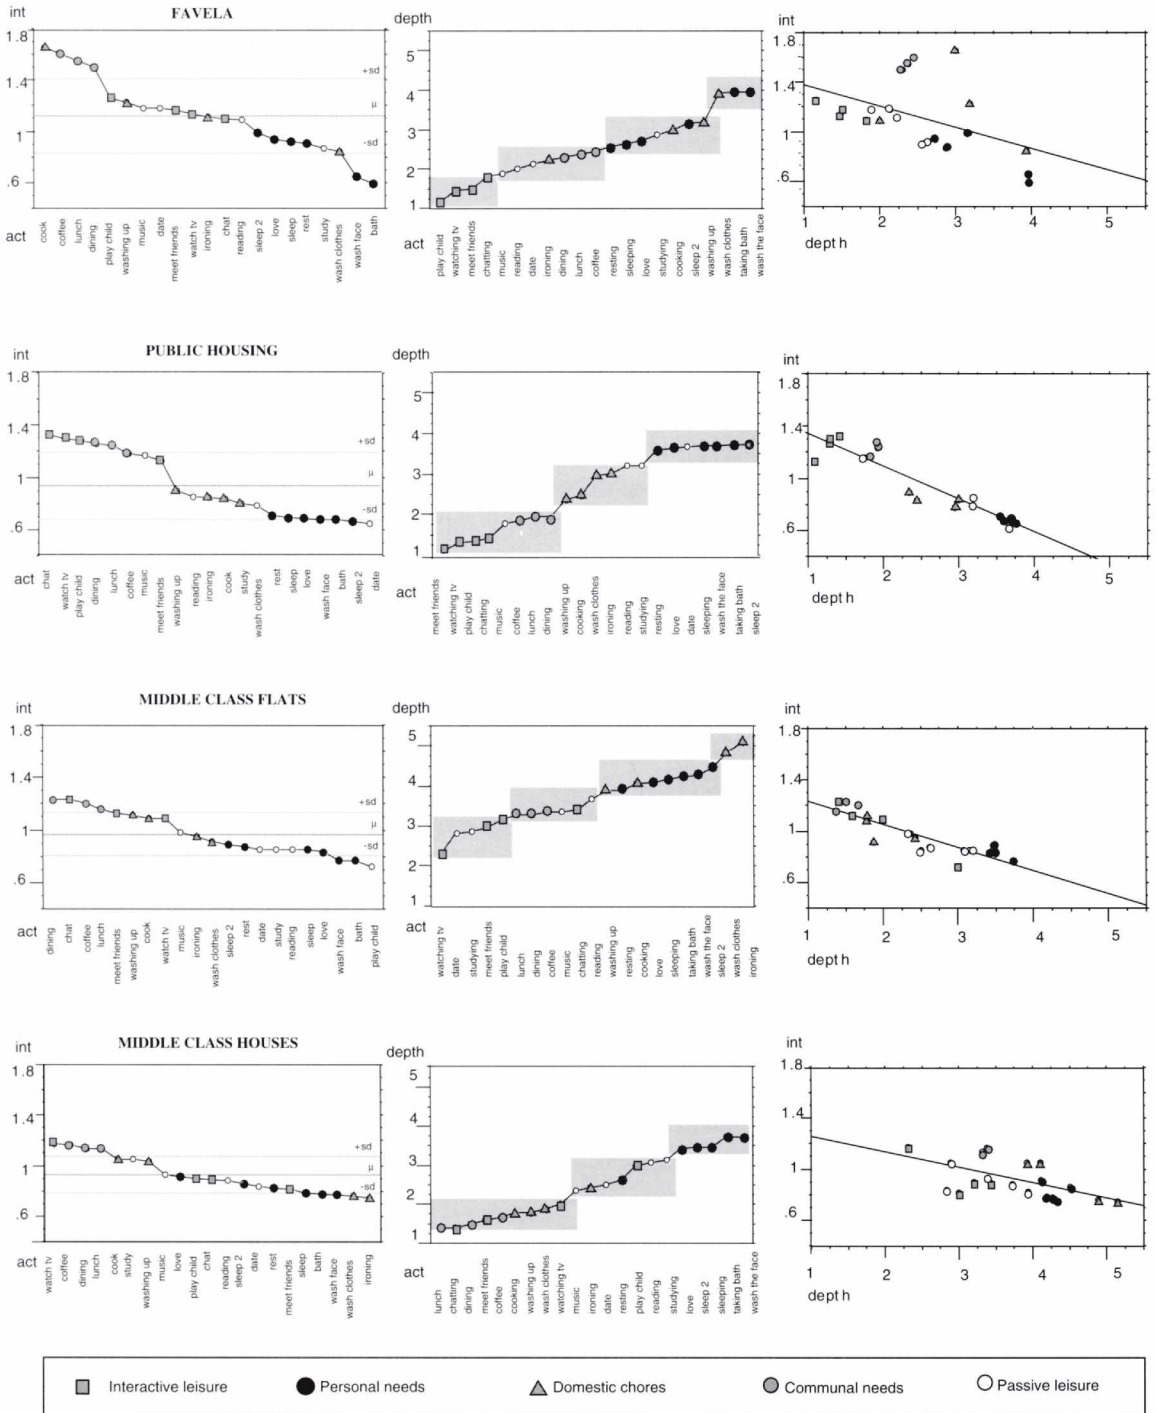 FAVELA
int
1.8
1.4
1
.6
+sd
μ
-sd
act
cook
coffee
lunch
dining
play child
washing up
music
date
meet friends
watch tv
ironing
chat
reading
sleep 2
love
sleep
rest
study
wash clothes
wash face
bath
depth
5
4
3
2
1
act
play child
watching tv
meet friends
chatting
music
reading
date
ironing
dining
lunch
coffee
resting
sleeping
love
studying
cooking
sleep 2
washing up
wash clothes
taking bath
wash the face
int
1.8
1.4
1
.6
1 2 3 4 5
depth
PUBLIC HOUSING
int
1.8
1.4
1
.6
+sd
μ
-sd
act
chat
watch tv
play child
dining
lunch
coffee
music
meet friends
washing up
reading
ironing
cook
study
wash clothes
rest
sleep
love
wash face
bath
sleep 2
date
depth
5
4
3
2
1
act
meet friends
watching tv
play child
chatting
music
coffee
lunch
dining
washing up
cooking
wash clothes
ironing
reading
studying
resting
love
date
sleeping
wash the face
taking bath
sleep 2
int
1.8
1.4
1
.6
1 2 3 4 5
depth
MIDDLE CLASS FLATS
int
1.8
1.4
1
.6
+sd
μ
-sd
act
dining
chat
coffee
lunch
meet friends
washing up
cook
watch tv
music
ironing
wash clothes
sleep 2
rest
date
study
reading
sleep
love
wash face
bath
play child
depth
5
4
3
2
1
act
watching tv
date
studying
meet friends
play child
lunch
dining
coffee
music
chatting
reading
washing up
resting
cooking
love
sleeping
taking bath
wash the face
sleep 2
wash clothes
ironing
int
1.8
1.4
1
.6
1 2 3 4 5
depth
MIDDLE CLASS HOUSES
int
1.8
1.4
1
.6
+sd
μ
-sd
act
watch tv
coffee
dining
lunch
cook
study
washing up
music
love
play child
chat
reading
sleep 2
date
rest
meet friends
sleep
bath
wash face
wash clothes
ironing
depth
5
4
3
2
1
act
lunch
chatting
dining
meet friends
coffee
cooking
washing up
wash clothes
watching tv
music
ironing
date
resting
play child
reading
studying
love
sleep 2
sleeping
taking bath
wash the face
int
1.8
1.4
1
.6
1 2 3 4 5
depth
Interactive leisure Personal needs Domestic chores Communal needs Passive leisure